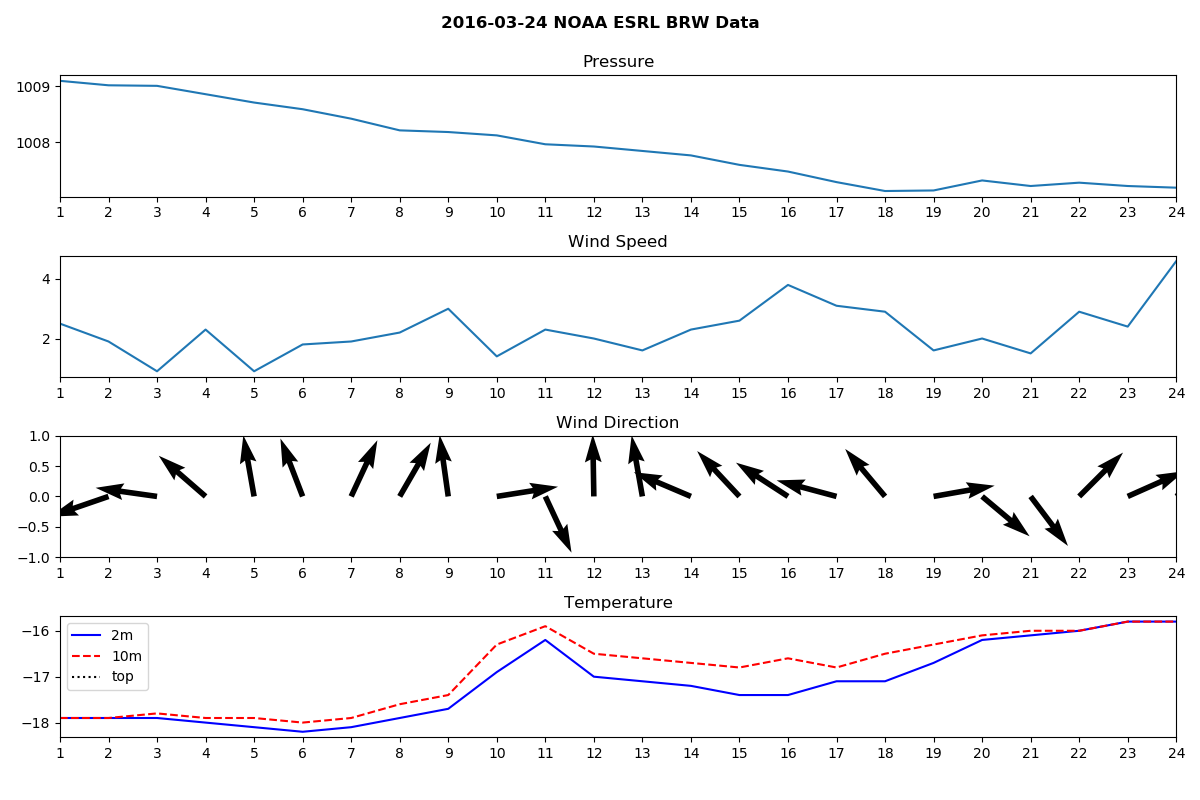 2016-03-24 NOAA ESRL BRW Data
Pressure
1009
1008
1 2 3 4 5 6 7 8 9 10 11 12 13 14 15 16 17 18 19 20 21 22 23 24
Wind Speed
4
2
1 2 3 4 5 6 7 8 9 10 11 12 13 14 15 16 17 18 19 20 21 22 23 24
Wind Direction
1.0
0.5
0.0
−0.5
−1.0
1 2 3 4 5 6 7 8 9 10 11 12 13 14 15 16 17 18 19 20 21 22 23 24
Temperature
−16
−17
−18
2m
10m
top
1 2 3 4 5 6 7 8 9 10 11 12 13 14 15 16 17 18 19 20 21 22 23 24